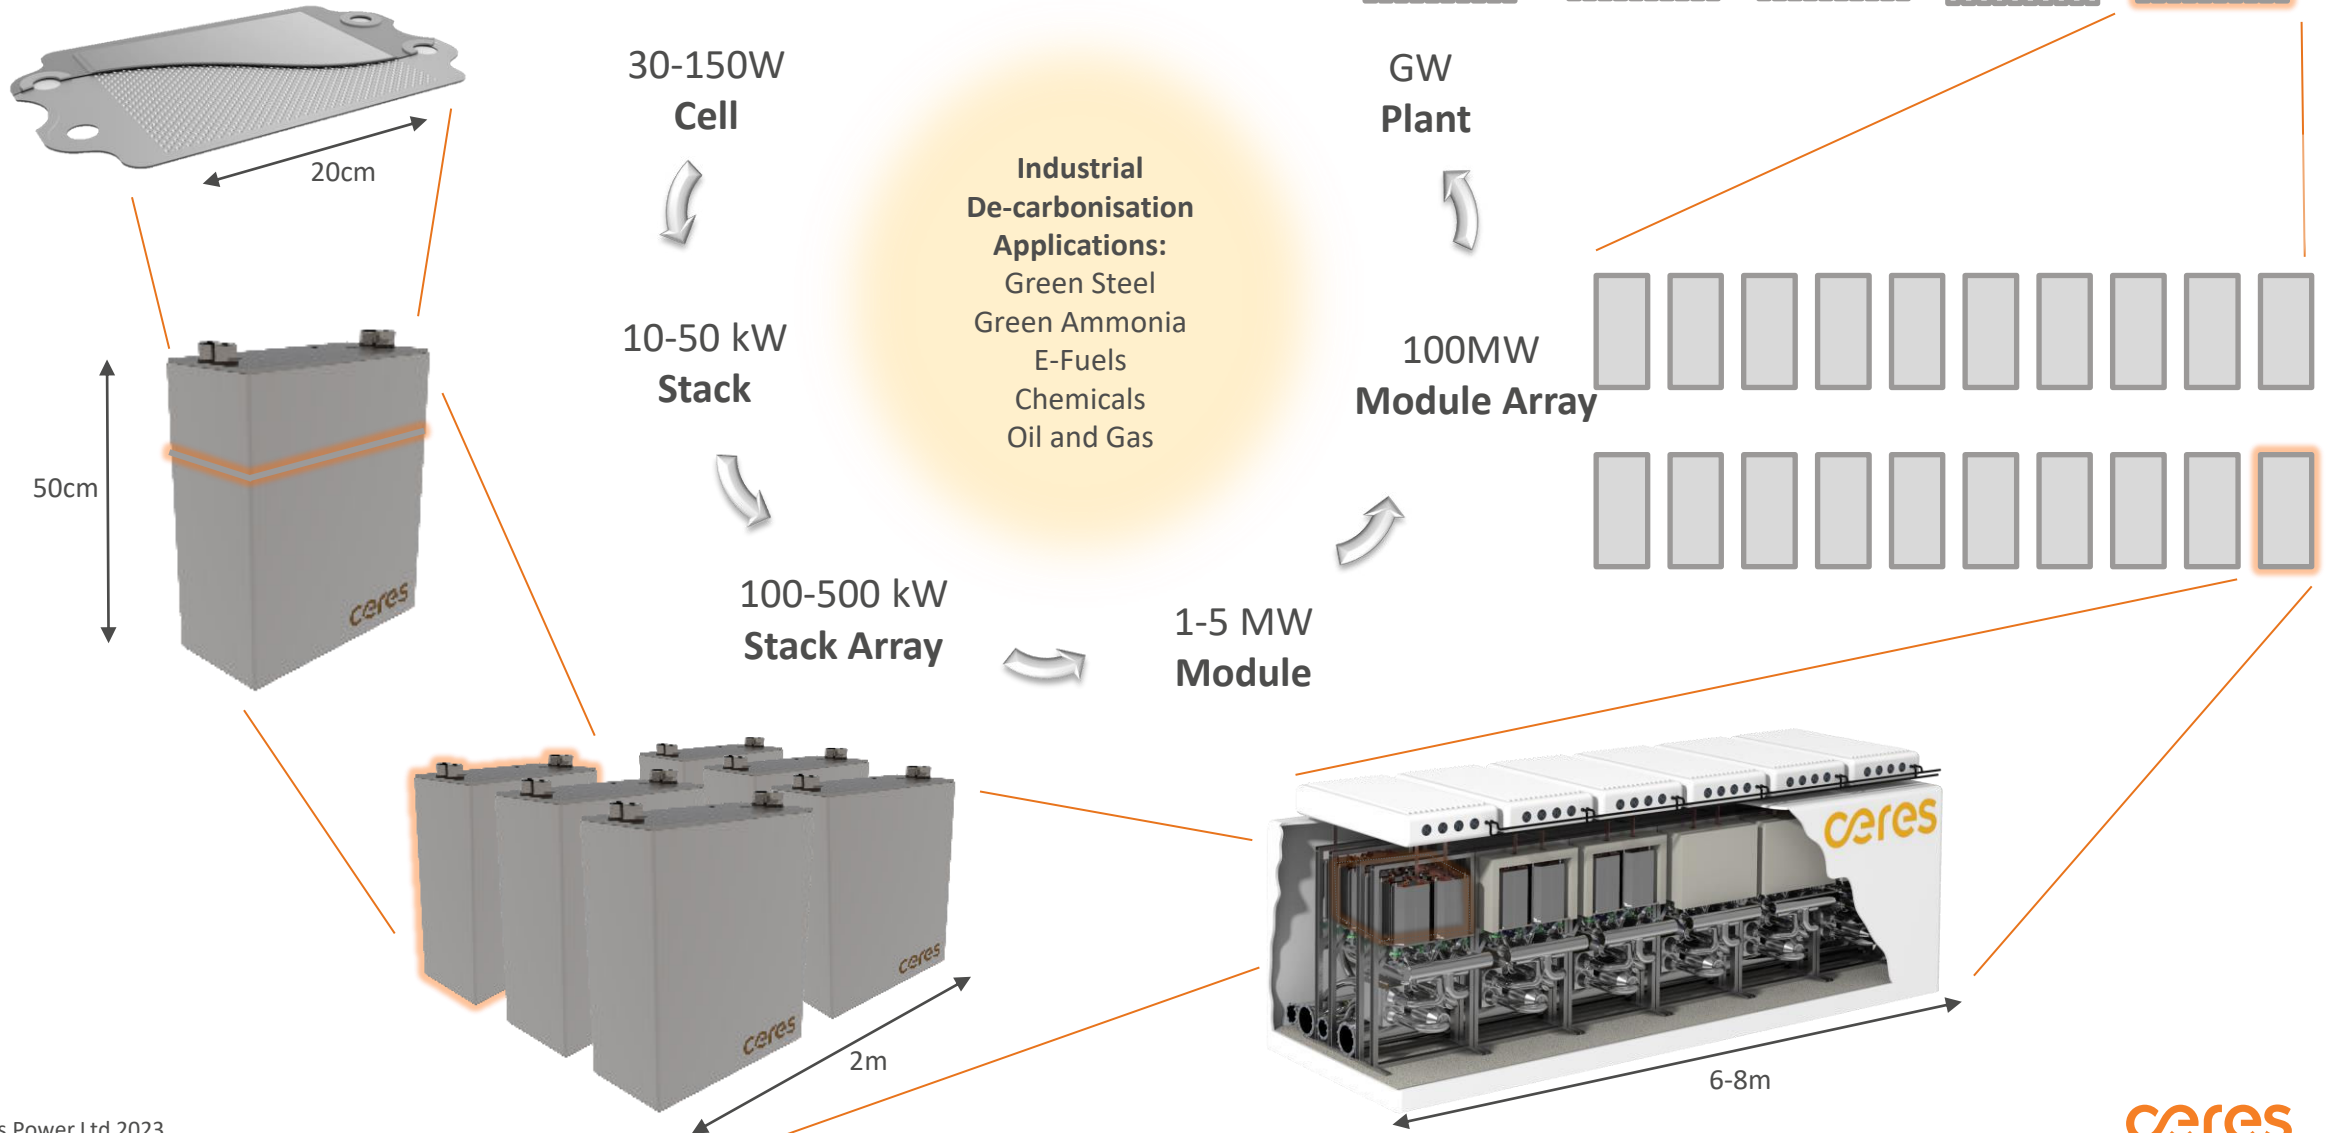 20cm
50cm
ceres
30-150W
Cell
10-50 kW
Stack
100-500 kW
Stack Array
1-5 MW
Module
100MW
Module Array
GW
Plant
Industrial
De-carbonisation
Applications:
Green Steel
Green Ammonia
E-Fuels
Chemicals
Oil and Gas
ceres
ceres
2m
ceres
6-8m
Power Ltd 2023
ceres